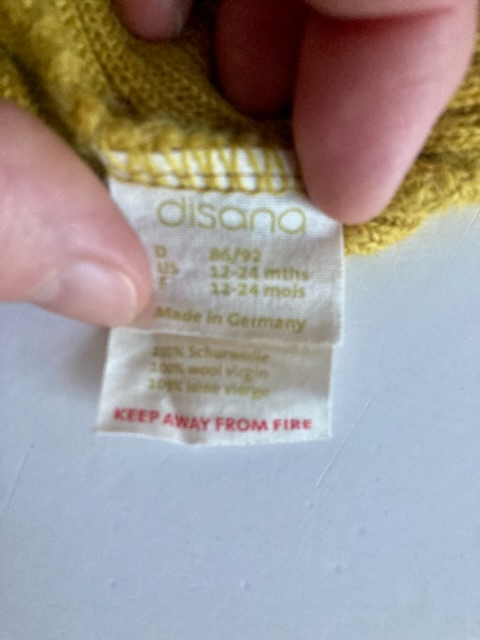 disana
D 86/92
US 12-24 mths
F 12-24 mois
Made in Germany
100% Schurwolle
100% wool virgin
100% laine vierge
KEEP AWAY FROM FIRE